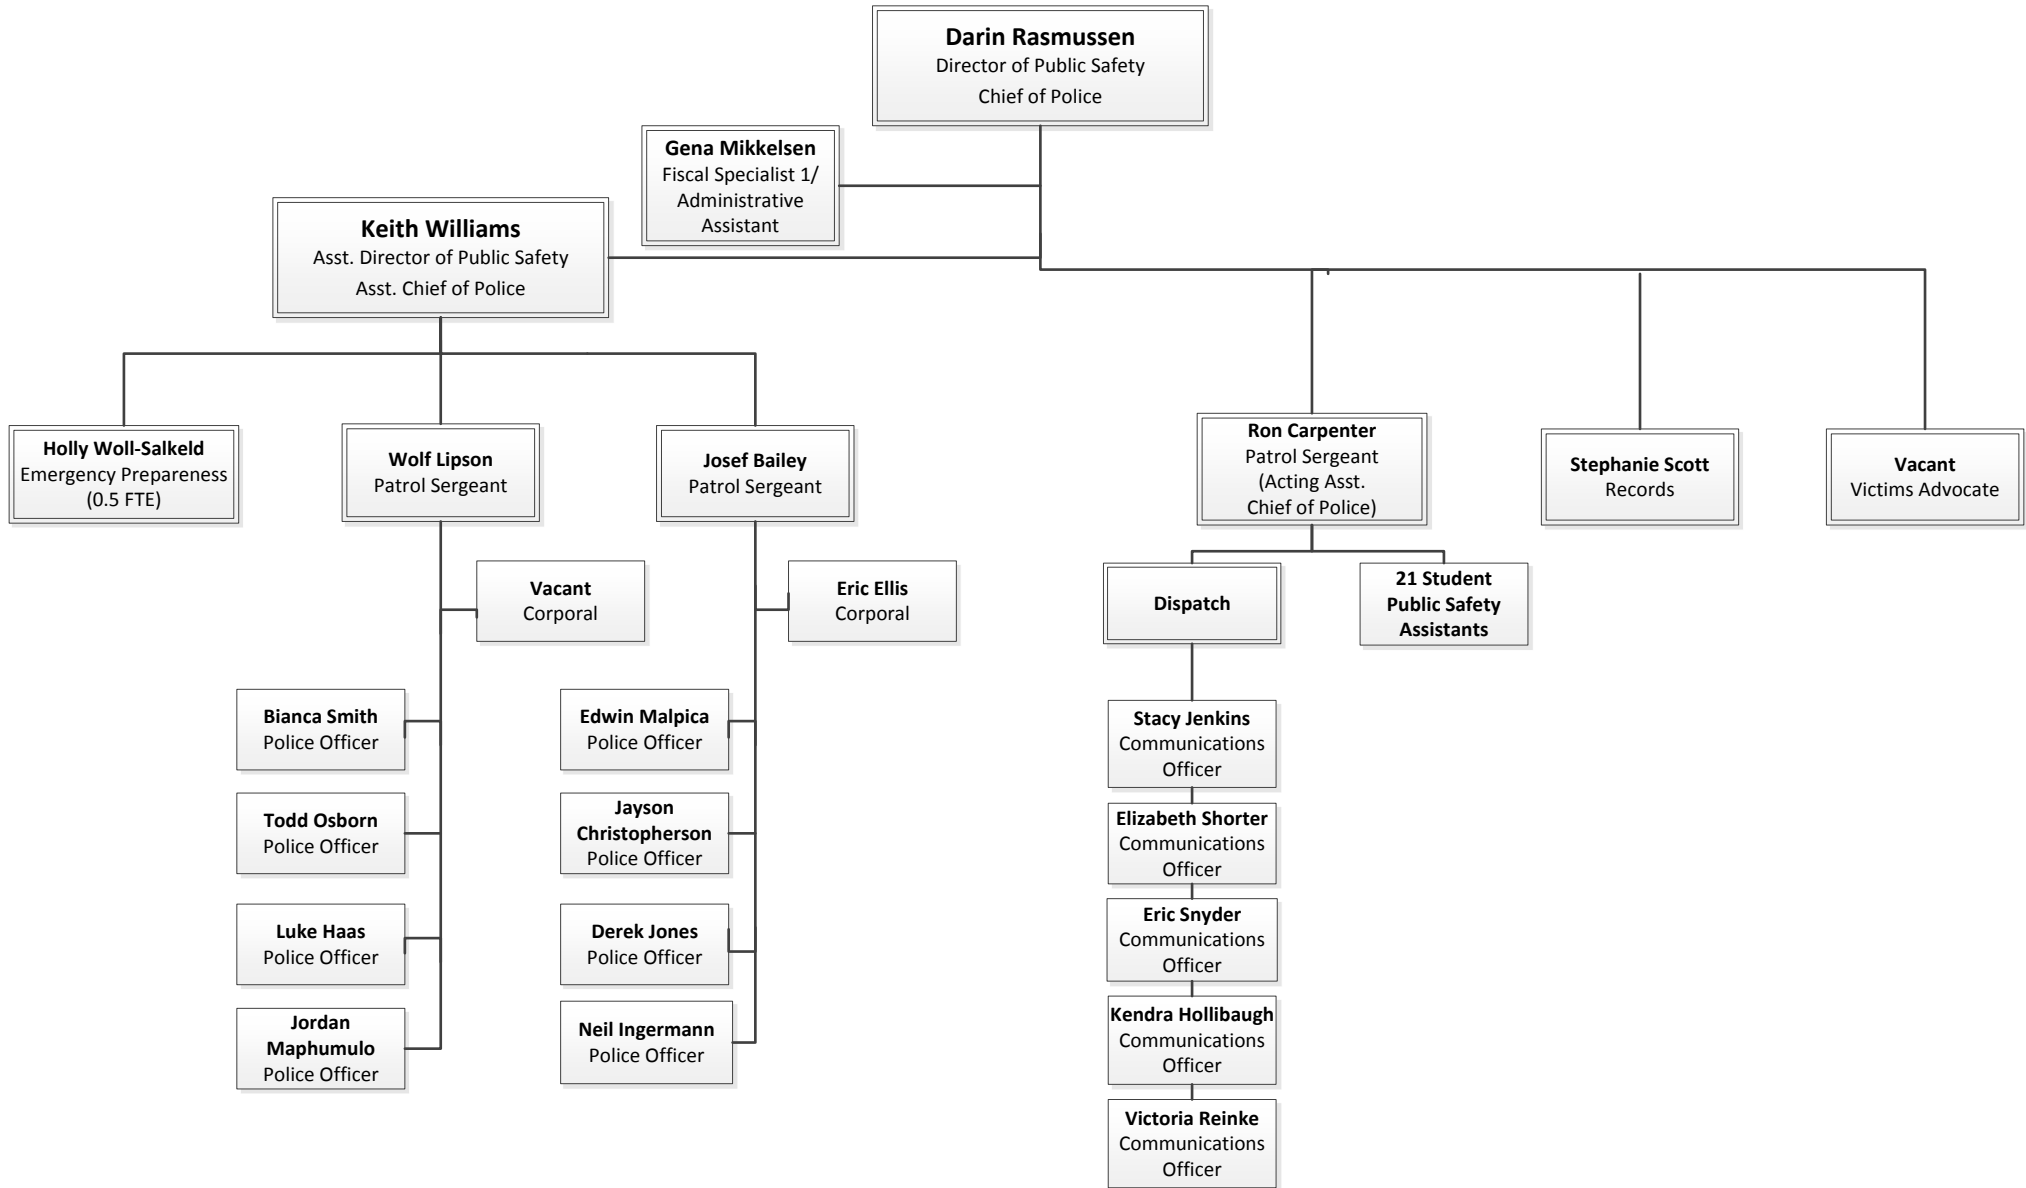 Darin Rasmussen
Director of Public Safety
Chief of Police
Gena Mikkelsen
Fiscal Specialist 1/
Administrative
Assistant
Keith Williams
Asst. Director of Public Safety
Asst. Chief of Police
Holly Woll-Salkeld
Emergency Prepareness
(0.5 FTE)
Wolf Lipson
Patrol Sergeant
Josef Bailey
Patrol Sergeant
Ron Carpenter
Patrol Sergeant
(Acting Asst.
Chief of Police)
Stephanie Scott
Records
Vacant
Victims Advocate
Vacant
Corporal
Eric Ellis
Corporal
Dispatch
21 Student
Public Safety
Assistants
Bianca Smith
Police Officer
Todd Osborn
Police Officer
Luke Haas
Police Officer
Jordan
Maphumulo
Police Officer
Edwin Malpica
Police Officer
Jayson
Christopherson
Police Officer
Derek Jones
Police Officer
Neil Ingermann
Police Officer
Stacy Jenkins
Communications
Officer
Elizabeth Shorter
Communications
Officer
Eric Snyder
Communications
Officer
Kendra Hollibaugh
Communications
Officer
Victoria Reinke
Communications
Officer